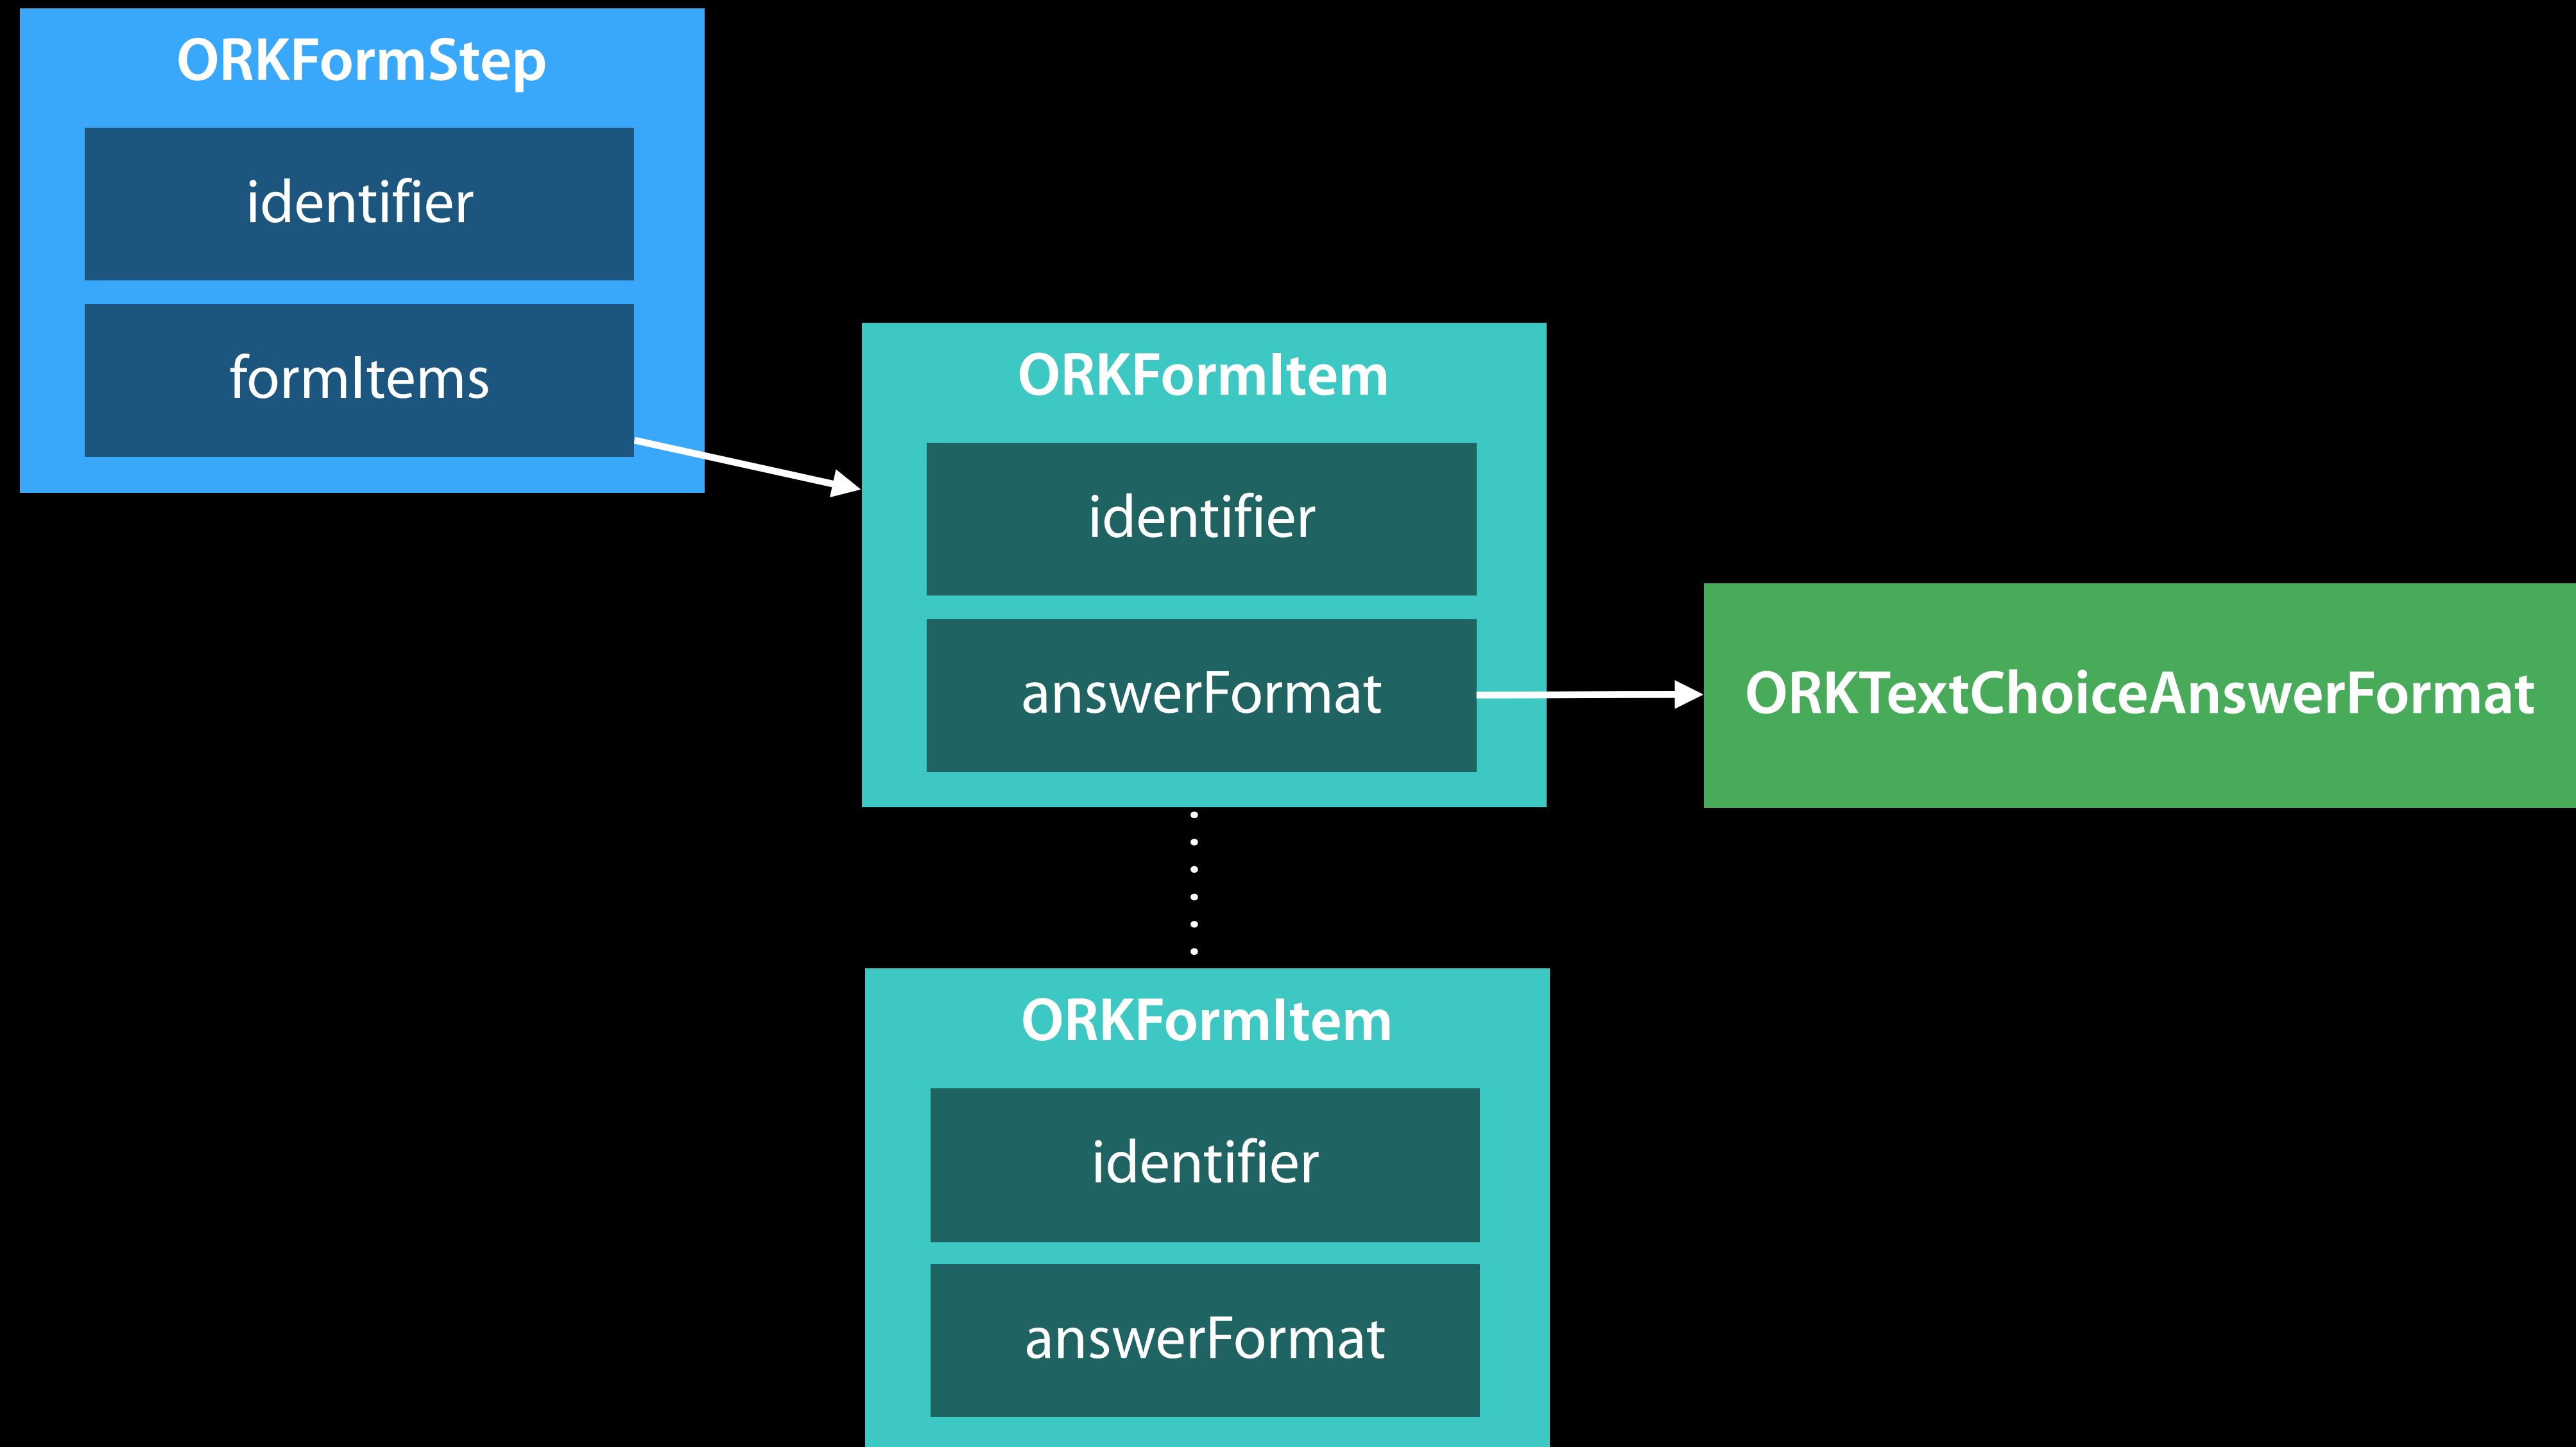 ORKFormStep
identifier
formItems
ORKFormItem
identifier
answerFormat
ORKTextChoiceAnswerFormat
ORKFormItem
identifier
answerFormat